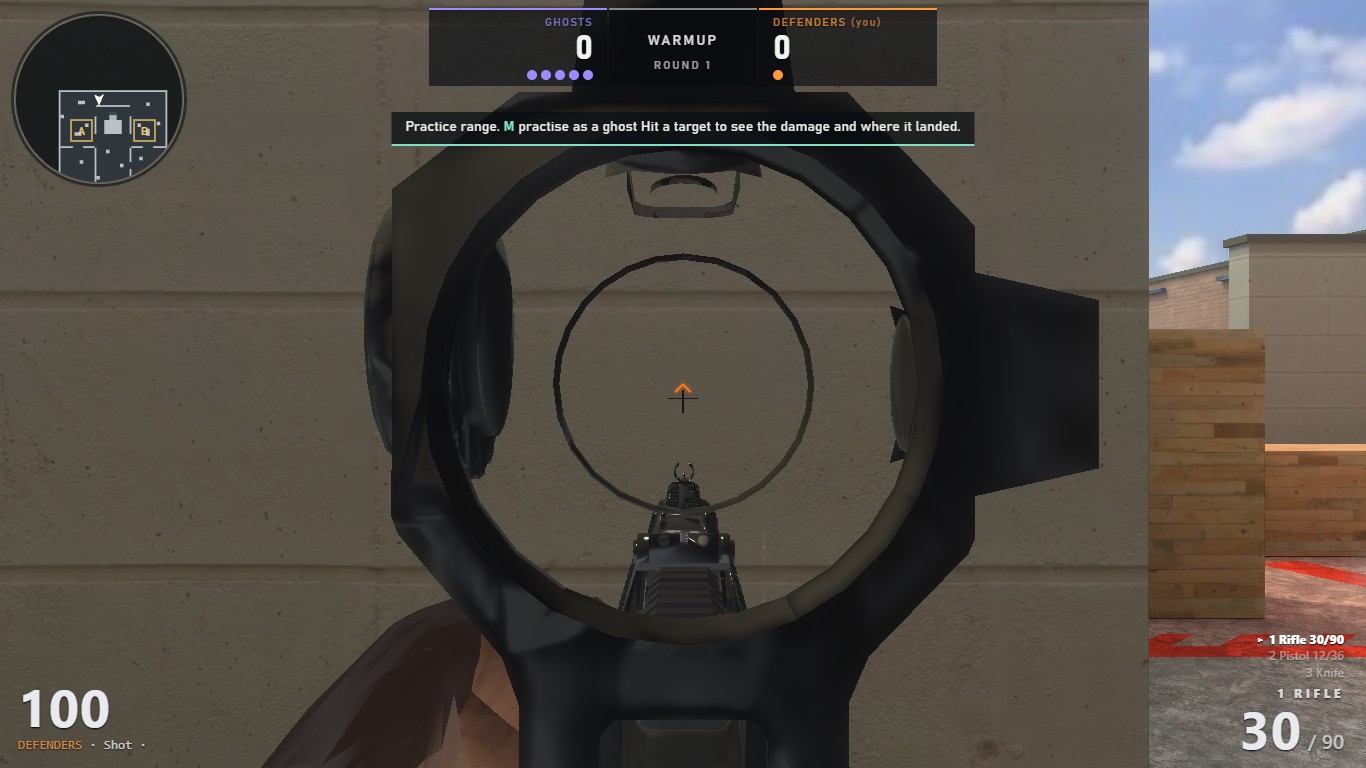 GHOSTS
0
WARMUP
ROUND 1
DEFENDERS (you)
0
Practice range. M practise as a ghost Hit a target to see the damage and where it landed.
A
B
▸ 1 Rifle 30/90
2 Pistol 12/36
3 Knife
1 RIFLE
30 / 90
100
DEFENDERS · Shot ·